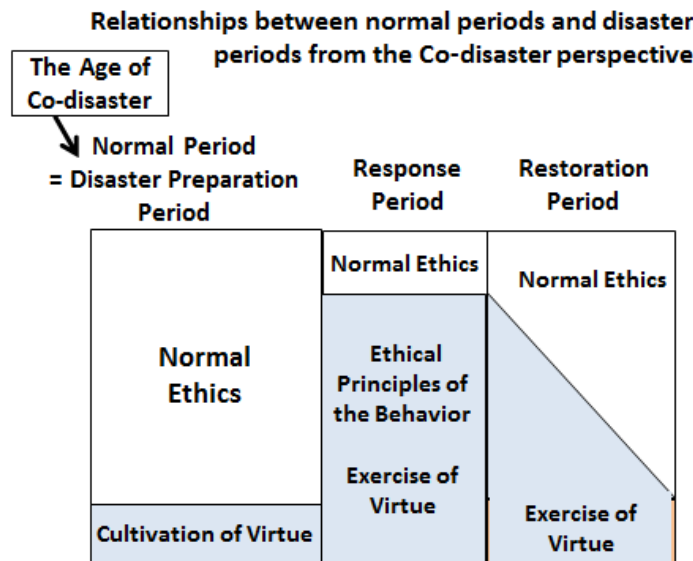 Relationships between normal periods and disaster
periods from the Co-disaster perspective
The Age of
Co-disaster
Normal Period
= Disaster Preparation
Period
Response
Period
Restoration
Period
Normal
Ethics
Cultivation of Virtue
Normal Ethics
Ethical
Principles of
the Behavior
Exercise of
Virtue
Normal Ethics
Exercise of
Virtue